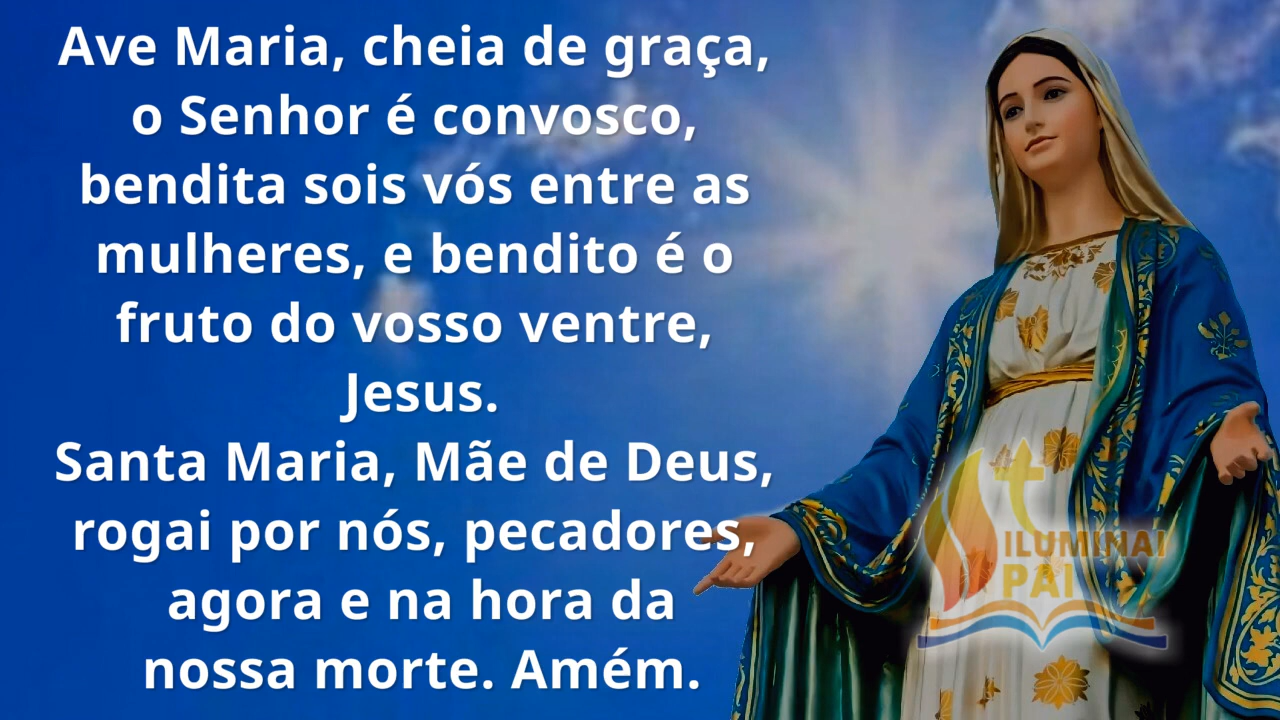 Ave Maria, cheia de graça,
o Senhor é convosco,
bendita sois vós entre as
mulheres, e bendito é o
fruto do vosso ventre,
Jesus.
Santa Maria, Mãe de Deus,
rogai por nós, pecadores,
agora e na hora da
nossa morte. Amém.
ILUMINAI
PAI